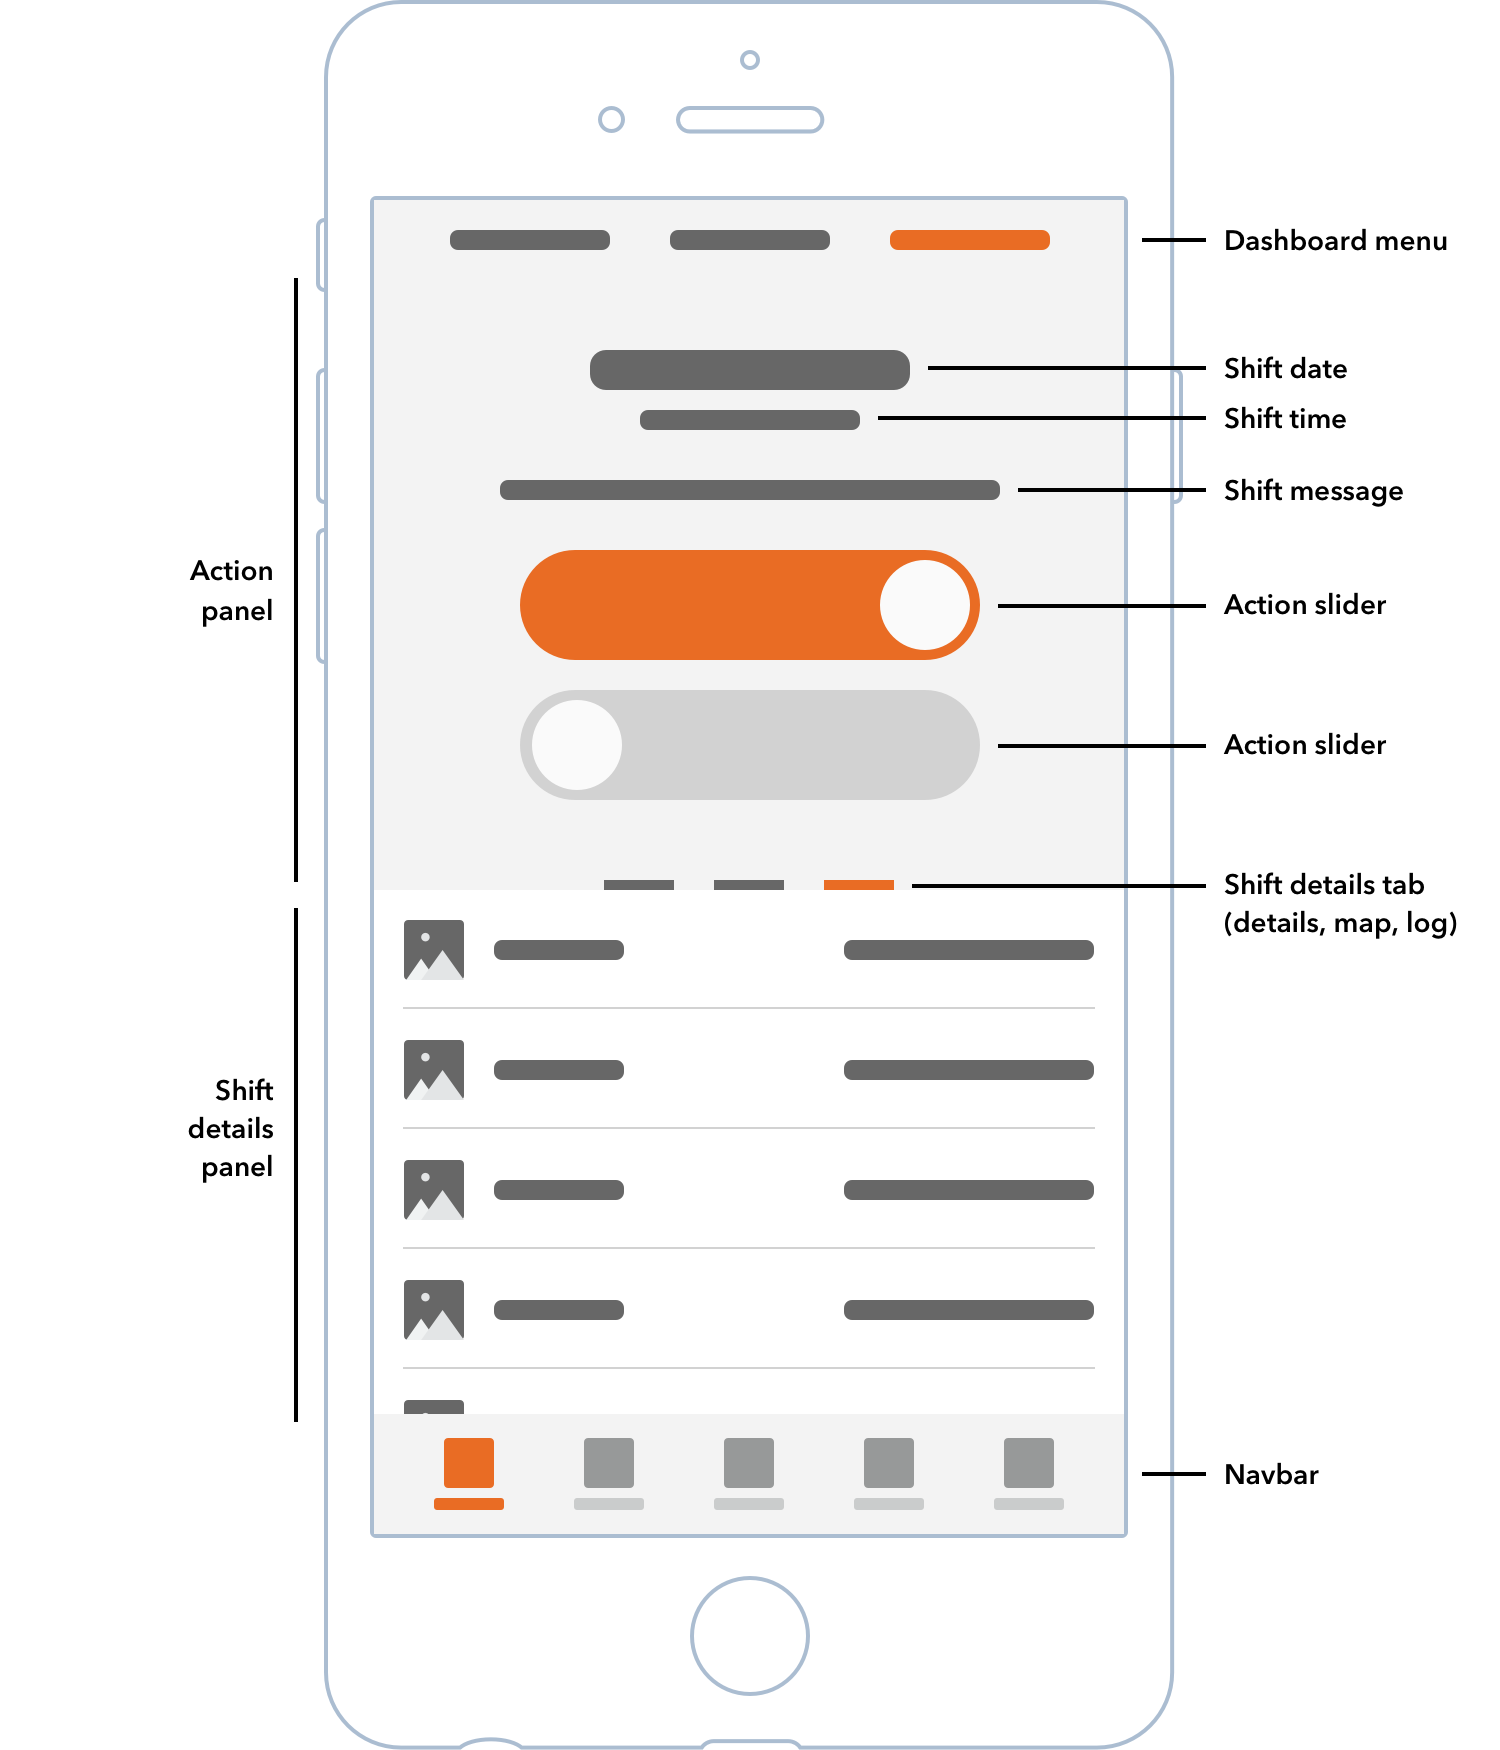 Dashboard menu
Shift date
Shift time
Shift message
Action
panel
Action slider
Action slider
Shift details tab
(details, map, log)
Shift
details
panel
Navbar